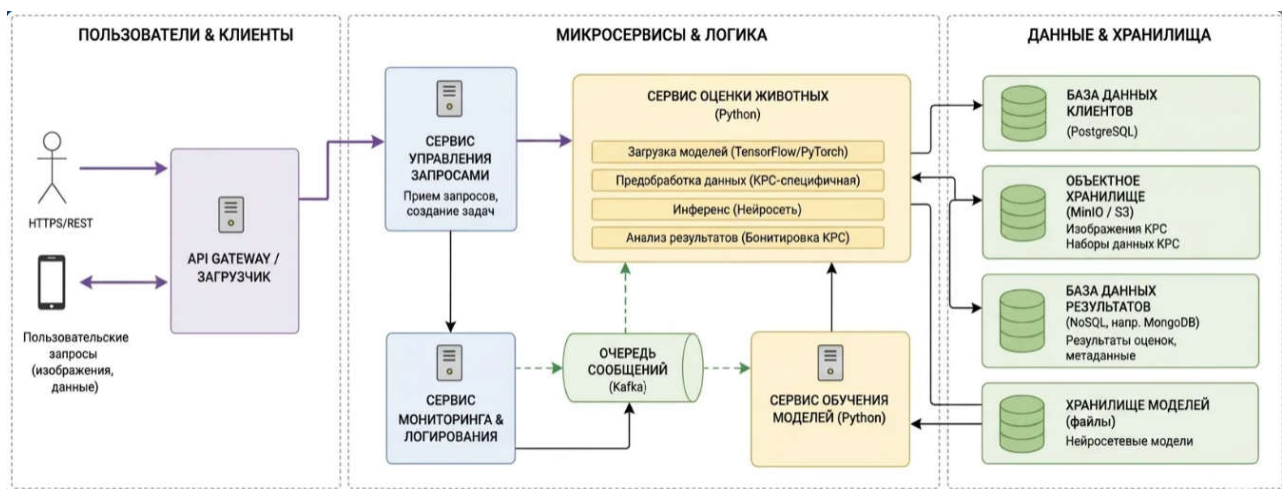 ПОЛЬЗОВАТЕЛИ & КЛИЕНТЫ
HTTPS/REST
Пользовательские
запросы
(изображения,
данные)
API GATEWAY /
ЗАГРУЗЧИК
МИКРОСЕРВИСЫ & ЛОГИКА
СЕРВИС
УПРАВЛЕНИЯ
ЗАПРОСАМИ
Прием запросов,
создание задач
СЕРВИС ОЦЕНКИ ЖИВОТНЫХ
(Python)
Загрузка моделей (TensorFlow/PyTorch)
Предобработка данных (КРС-специфичная)
Инференс (Нейросеть)
Анализ результатов (Бонитировка КРС)
СЕРВИС
МОНИТОРИНГА &
ЛОГИРОВАНИЯ
ОЧЕРЕДЬ
СООБЩЕНИЙ
(Kafka)
СЕРВИС ОБУЧЕНИЯ
МОДЕЛЕЙ (Python)
ДАННЫЕ & ХРАНИЛИЩА
БАЗА ДАННЫХ
КЛИЕНТОВ
(PostgreSQL)
ОБЪЕКТНОЕ
ХРАНИЛИЩЕ
(MinIO / S3)
Изображения КРС
Наборы данных КРС
БАЗА ДАННЫХ
РЕЗУЛЬТАТОВ
(NoSQL, напр. MongoDB)
Результаты оценок,
метаданные
ХРАНИЛИЩЕ МОДЕЛЕЙ
(файлы)
Нейросетевые модели